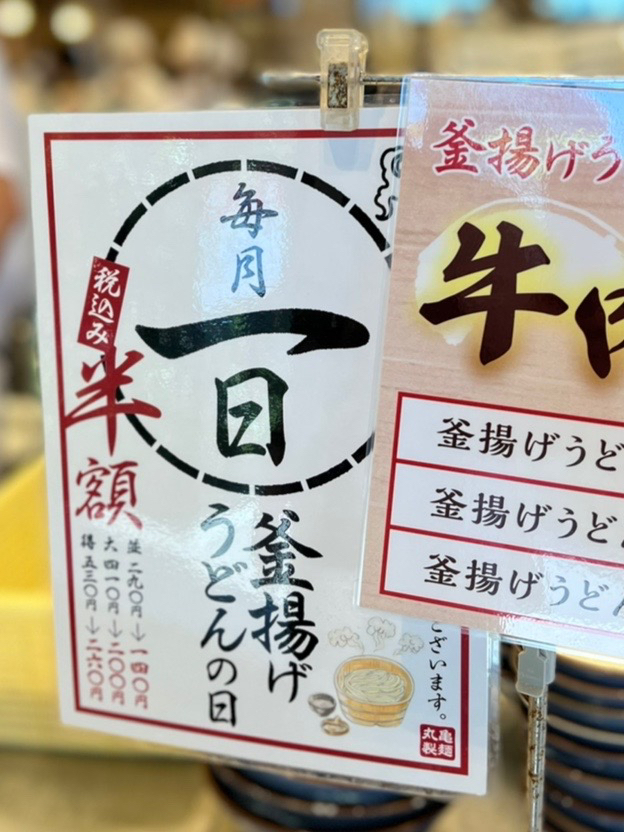 毎月
一日
釜揚げ
うどんの日
税込み
半額
並 二九〇円→一四〇円
大 四一〇円→二〇〇円
得 五三〇円→二六〇円
ございます。
丸亀
製麺
釜揚げう
牛肉
釜揚げうど
釜揚げうどん
釜揚げうどん